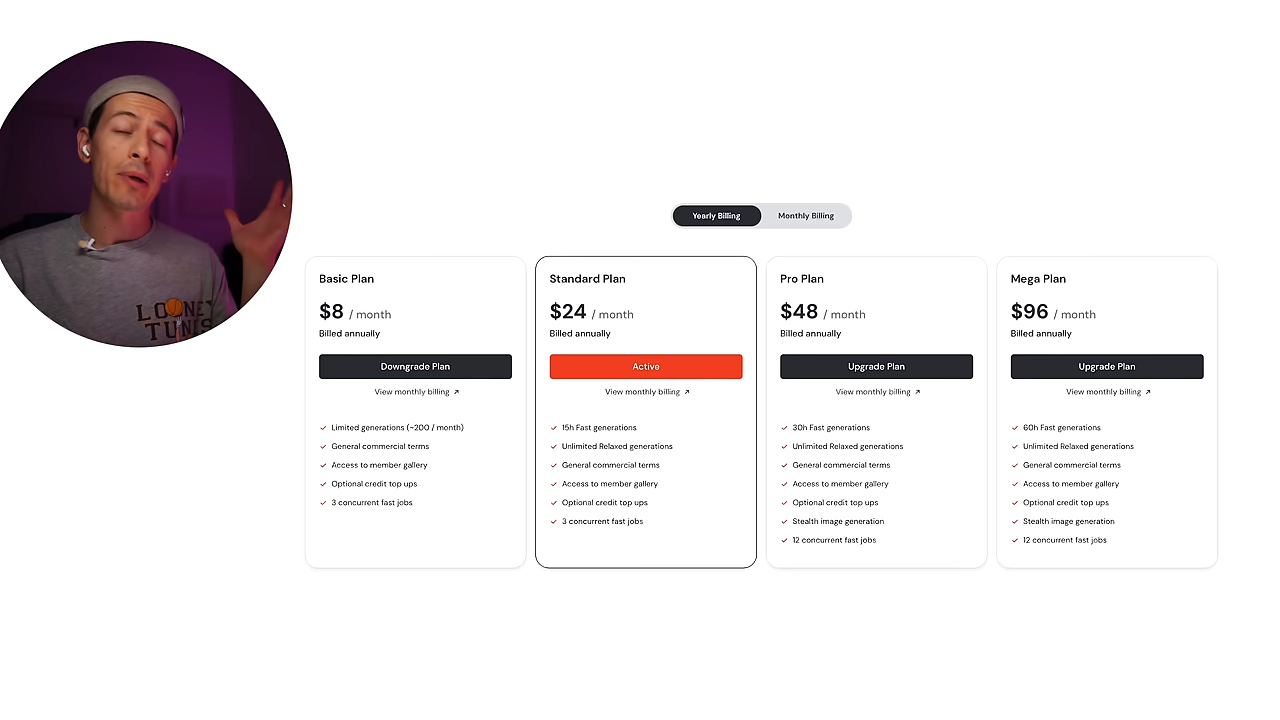 LOONEY
TUNES
Yearly Billing
Monthly Billing
Basic Plan
$8 / month
Billed annually
Downgrade Plan
View monthly billing ↗
✓ Limited generations (~200 / month)
✓ General commercial terms
✓ Access to member gallery
✓ Optional credit top ups
✓ 3 concurrent fast jobs
Standard Plan
$24 / month
Billed annually
Active
View monthly billing ↗
✓ 15h Fast generations
✓ Unlimited Relaxed generations
✓ General commercial terms
✓ Access to member gallery
✓ Optional credit top ups
✓ 3 concurrent fast jobs
Pro Plan
$48 / month
Billed annually
Upgrade Plan
View monthly billing ↗
✓ 30h Fast generations
✓ Unlimited Relaxed generations
✓ General commercial terms
✓ Access to member gallery
✓ Optional credit top ups
✓ Stealth image generation
✓ 12 concurrent fast jobs
Mega Plan
$96 / month
Billed annually
Upgrade Plan
View monthly billing ↗
✓ 60h Fast generations
✓ Unlimited Relaxed generations
✓ General commercial terms
✓ Access to member gallery
✓ Optional credit top ups
✓ Stealth image generation
✓ 12 concurrent fast jobs